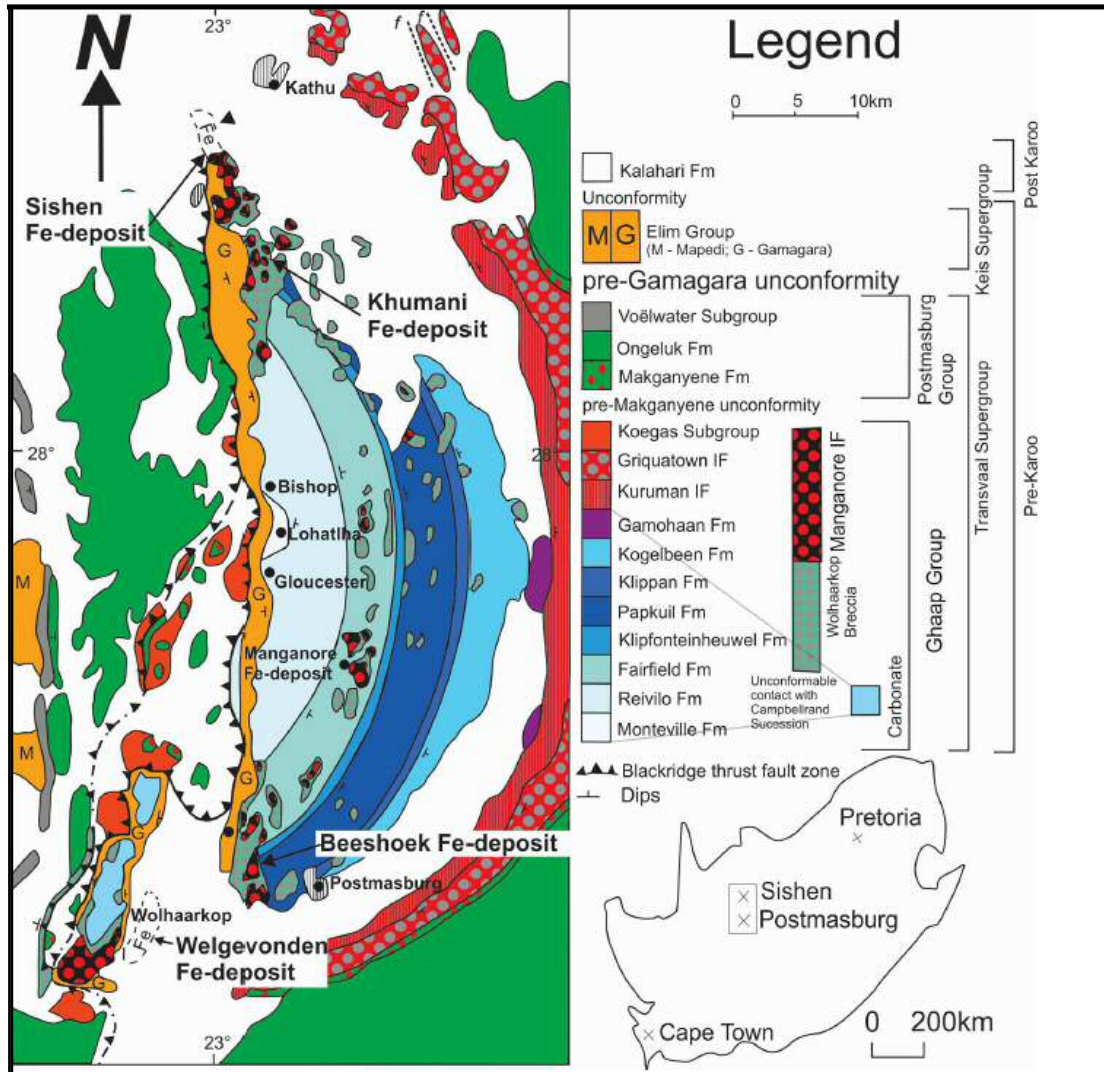 N
23°
f
f
Kathu
Fe
Sishen
Fe-deposit
G
Khumani
Fe-deposit
28°
28°
Bishop
Lohatlha
Gloucester
M
G
Manganore
Fe-deposit
M
G
G
Beeshoek Fe-deposit
Postmasburg
Wolhaarkop
Fe
Welgevonden
Fe-deposit
G
23°
Legend
0 5 10km
Kalahari Fm
Unconformity
M G Elim Group
(M - Mapedi; G - Gamagara)
pre-Gamagara unconformity
Voëlwater Subgroup
Ongeluk Fm
Makganyene Fm
pre-Makganyene unconformity
Koegas Subgroup
Griquatown IF
Kuruman IF
Gamohaan Fm
Kogelbeen Fm
Klippan Fm
Papkuil Fm
Klipfonteinheuwel Fm
Fairfield Fm
Reivilo Fm
Monteville Fm
Manganore IF
Wolhaarkop
Breccia
Unconformable
contact with
Campbellrand
Sucession
Carbonate
Ghaap Group
Postmasburg
Group
Transvaal Supergroup
Keis Supergroup
Pre-Karoo
Post Karoo
Blackridge thrust fault zone
Dips
Pretoria
Sishen
Postmasburg
Cape Town
0 200km